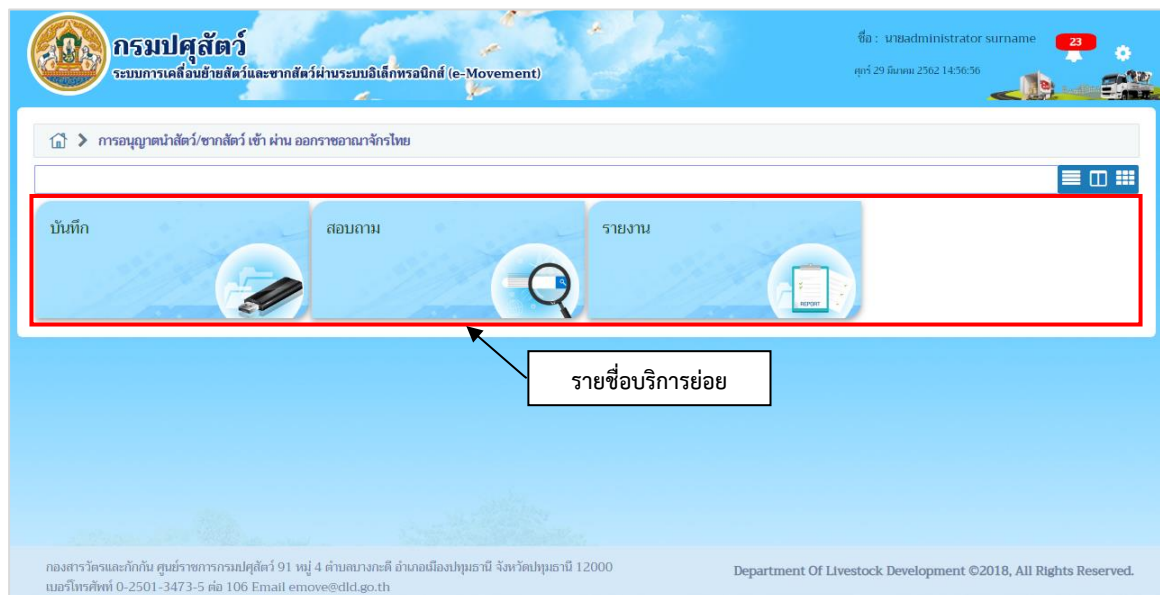 กรมปศุสัตว์
ระบบการเคลื่อนย้ายสัตว์และซากสัตว์ผ่านระบบอิเล็กทรอนิกส์ (e-Movement)
ชื่อ : นายadministrator surname
23
ศุกร์ 29 มีนาคม 2562 14:56:56
การอนุญาตนำสัตว์/ซากสัตว์ เข้า ผ่าน ออกราชอาณาจักรไทย
บันทึก
สอบถาม
รายงาน
REPORT
รายชื่อบริการย่อย
กองสารวัตรและกักกัน ศูนย์ราชการกรมปศุสัตว์ 91 หมู่ 4 ตำบลบางกะดี อำเภอเมืองปทุมธานี จังหวัดปทุมธานี 12000
เบอร์โทรศัพท์ 0-2501-3473-5 ต่อ 106 Email emove@dld.go.th
Department Of Livestock Development ©2018, All Rights Reserved.